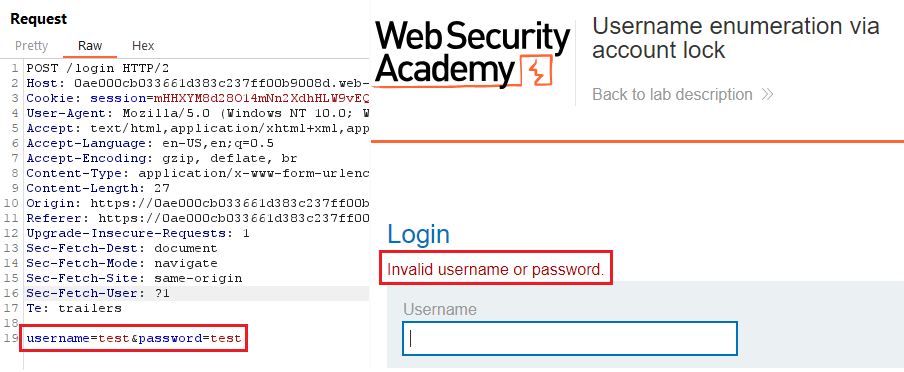 Request
Pretty Raw Hex
1 POST /login HTTP/2
2 Host: 0ae000cb033661d383c237ff00b9008d.web-
3 Cookie: session=mHHXYM8d28O14mNn2XdhHLW9vEQ
4 User-Agent: Mozilla/5.0 (Windows NT 10.0; W
5 Accept: text/html,application/xhtml+xml,app
6 Accept-Language: en-US,en;q=0.5
7 Accept-Encoding: gzip, deflate, br
8 Content-Type: application/x-www-form-urlenc
9 Content-Length: 27
10 Origin: https://0ae000cb033661d383c237ff00b
11 Referer: https://0ae000cb033661d383c237ff00
12 Upgrade-Insecure-Requests: 1
13 Sec-Fetch-Dest: document
14 Sec-Fetch-Mode: navigate
15 Sec-Fetch-Site: same-origin
16 Sec-Fetch-User: ?1
17 Te: trailers
18
19 username=test&password=test
Web Security
Academy
Username enumeration via
account lock
Back to lab description
Login
Invalid username or password.
Username